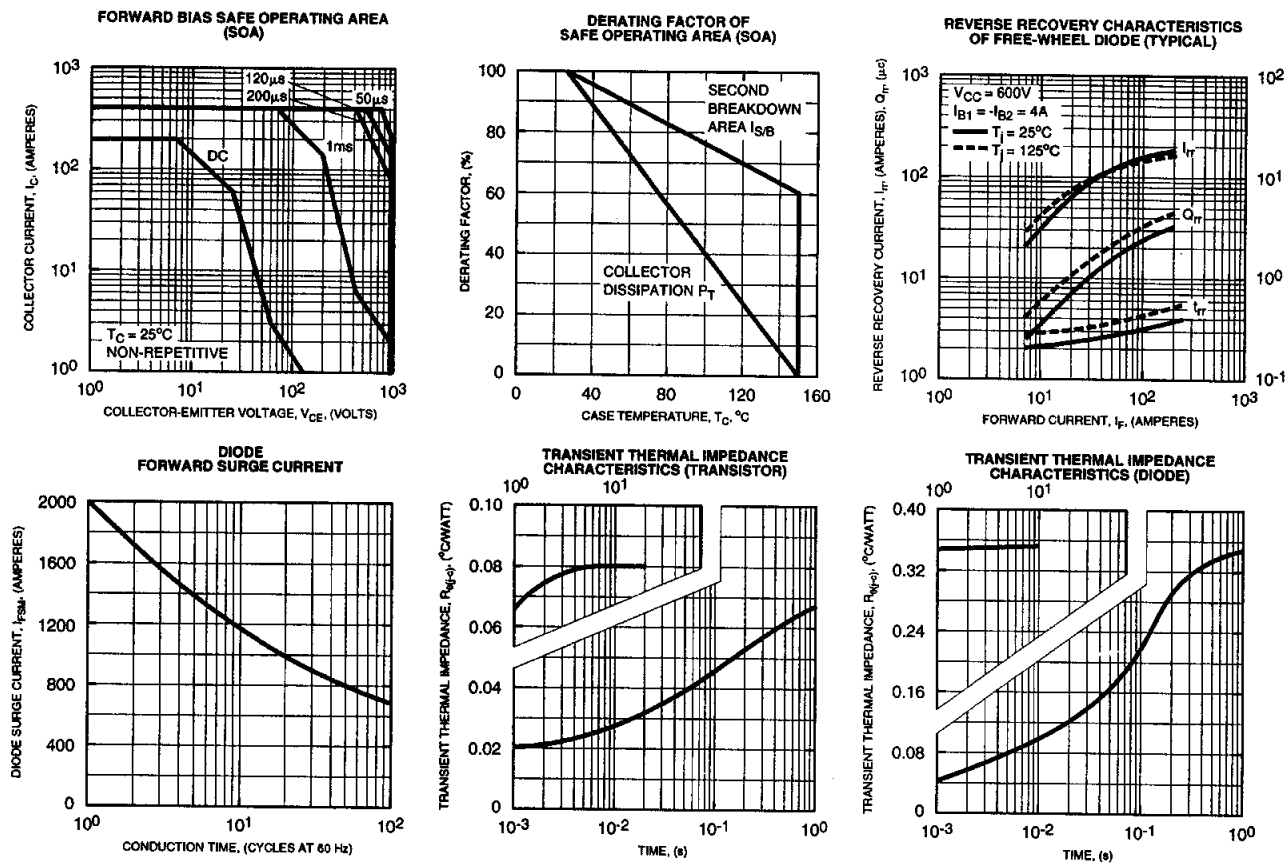 FORWARD BIAS SAFE OPERATING AREA
(SOA)
10³
120µs
200µs
50µs
DC
1ms
10²
10¹
T_C = 25°C
NON-REPETITIVE
10⁰
10⁰ 10¹ 10² 10³
COLLECTOR CURRENT, I_C, (AMPERES)
COLLECTOR-EMITTER VOLTAGE, V_CE, (VOLTS)
DERATING FACTOR OF
SAFE OPERATING AREA (SOA)
100
80
60
40
20
0
SECOND
BREAKDOWN
AREA I_S/B
COLLECTOR
DISSIPATION P_T
0 40 80 120 160
DERATING FACTOR, (%)
CASE TEMPERATURE, T_C, °C
REVERSE RECOVERY CHARACTERISTICS
OF FREE-WHEEL DIODE (TYPICAL)
10³ 10²
V_CC = 600V
I_B1 = -I_B2 = 4A
T_j = 25°C
T_j = 125°C
I_rr
10² 10¹
Q_rr
10¹ 10⁰
t_rr
10⁰ 10⁻¹
10⁰ 10¹ 10² 10³
REVERSE RECOVERY CURRENT, I_rr, (AMPERES), Q_rr, (µc)
FORWARD CURRENT, I_F, (AMPERES)
DIODE
FORWARD SURGE CURRENT
2000
1600
1200
800
400
0
10⁰ 10¹ 10²
DIODE SURGE CURRENT, I_FSM, (AMPERES)
CONDUCTION TIME, (CYCLES AT 60 Hz)
TRANSIENT THERMAL IMPEDANCE
CHARACTERISTICS (TRANSISTOR)
10⁰ 10¹
0.10
0.08
0.06
0.04
0.02
0
10⁻³ 10⁻² 10⁻¹ 10⁰
TRANSIENT THERMAL IMPEDANCE, R_θ(j-c), (°C/WATT)
TIME, (s)
TRANSIENT THERMAL IMPEDANCE
CHARACTERISTICS (DIODE)
10⁰ 10¹
0.40
0.32
0.24
0.16
0.08
0
10⁻³ 10⁻² 10⁻¹ 10⁰
TRANSIENT THERMAL IMPEDANCE, R_θ(j-c), (°C/WATT)
TIME, (s)